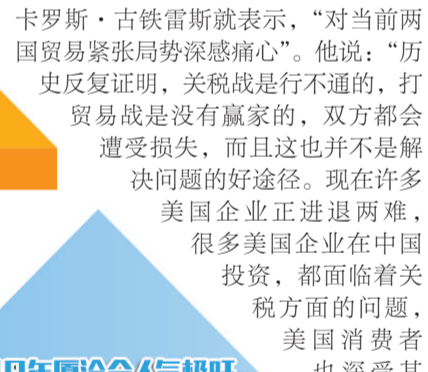 卡罗斯·古铁雷斯就表示，“对当前两
国贸易紧张局势深感痛心”。他说：“历
史反复证明，关税战是行不通的，打
贸易战是没有赢家的，双方都会
遭受损失，而且这也并不是解
决问题的好途径。现在许多
美国企业正进退两难，
很多美国企业在中国
投资，都面临着关
税方面的问题，
美国消费者